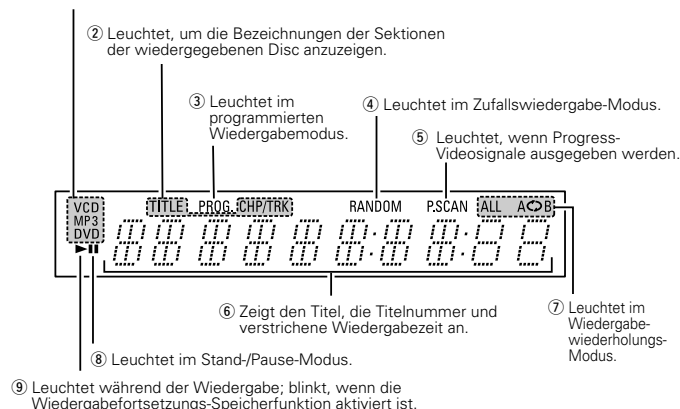 ② Leuchtet, um die Bezeichnungen der Sektionen
der wiedergegebenen Disc anzuzeigen.
③ Leuchtet im
programmierten
Wiedergabemodus.
④ Leuchtet im Zufallswiedergabe-Modus.
⑤ Leuchtet, wenn Progress-
Videosignale ausgegeben werden.
VCD
MP3
DVD
TITLE PROG. CHP/TRK RANDOM P.SCAN ALL A B
⑥ Zeigt den Titel, die Titelnummer und
verstrichene Wiedergabezeit an.
⑦ Leuchtet im
Wiedergabe-
wiederholungs-
Modus.
⑧ Leuchtet im Stand-/Pause-Modus.
⑨ Leuchtet während der Wiedergabe; blinkt, wenn die
Wiedergabefortsetzungs-Speicherfunktion aktiviert ist.